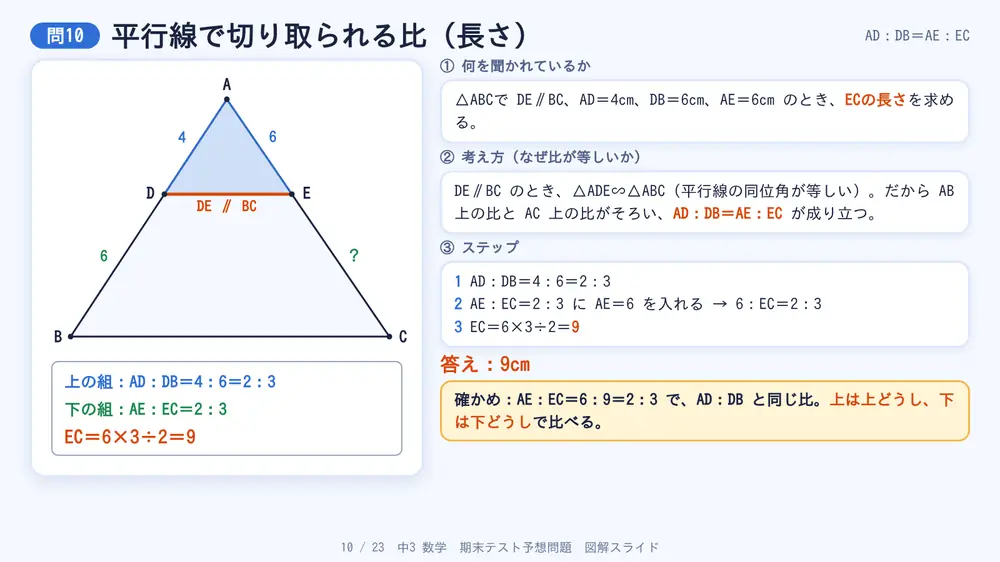 問10 平行線で切り取られる比（長さ）
AD：DB＝AE：EC
A
4
6
D
E
DE ∥ BC
6
？
B
C
上の組：AD：DB＝4：6＝2：3
下の組：AE：EC＝2：3
EC＝6×3÷2＝9
① 何を聞かれているか
△ABCで DE∥BC、AD＝4cm、DB＝6cm、AE＝6cm のとき、ECの長さを求め
る。
② 考え方（なぜ比が等しいか）
DE∥BC のとき、△ADE∽△ABC（平行線の同位角が等しい）。だから AB
上の比と AC 上の比がそろい、AD：DB＝AE：EC が成り立つ。
③ ステップ
1 AD：DB＝4：6＝2：3
2 AE：EC＝2：3 に AE＝6 を入れる → 6：EC＝2：3
3 EC＝6×3÷2＝9
答え：9cm
確かめ：AE：EC＝6：9＝2：3 で、AD：DB と同じ比。上は上どうし、下
は下どうしで比べる。
10 / 23 中3 数学 期末テスト予想問題 図解スライド